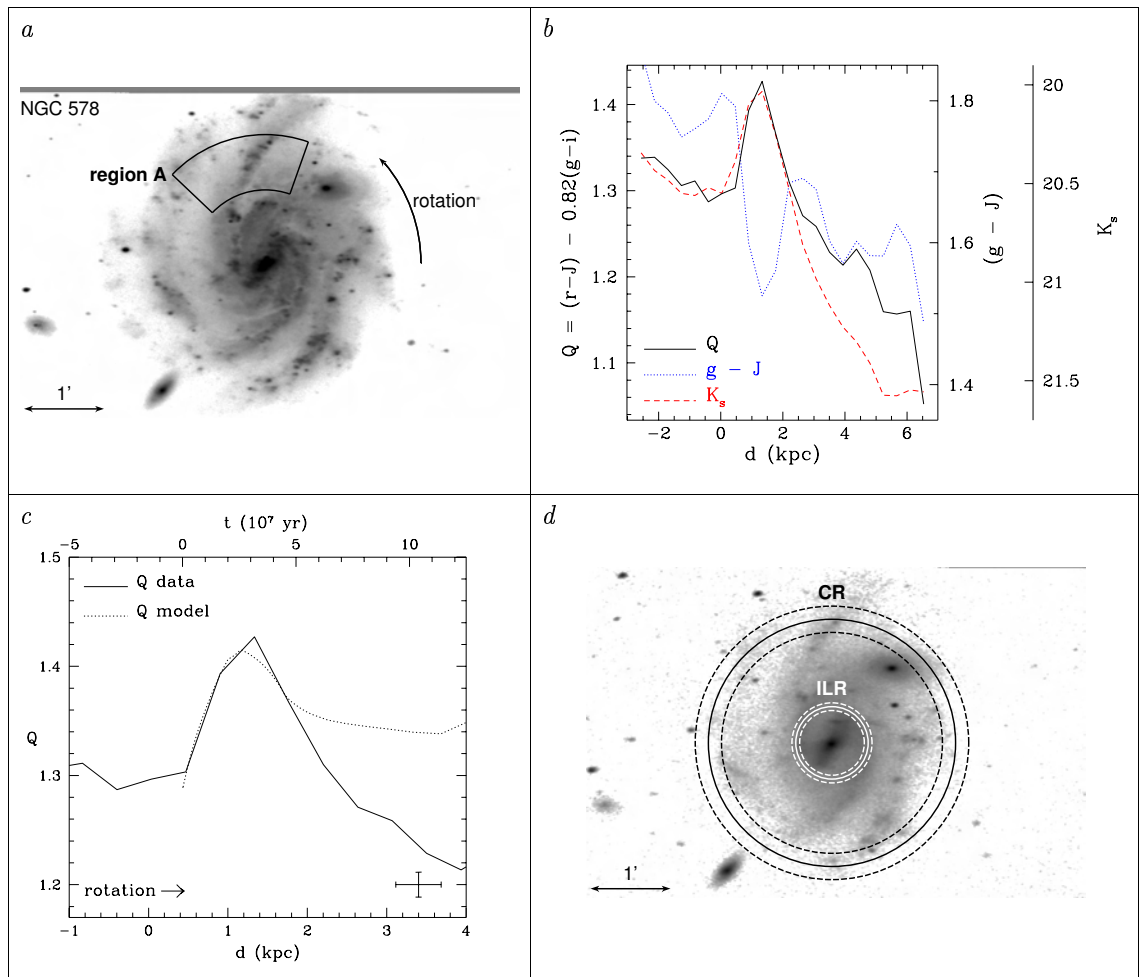 a
NGC 578
region A
rotation
1'
b
Q = (r-J) - 0.82(g-i)
1.4
1.3
1.2
1.1
Q
g - J
K_s
-2
0
2
4
6
d (kpc)
1.8
1.6
1.4
(g - J)
20
20.5
21
21.5
K_s
c
t (10⁷ yr)
-5
0
5
10
1.5
1.4
1.3
1.2
Q
Q data
Q model
rotation
-1
0
1
2
3
4
d (kpc)
d
CR
ILR
1'